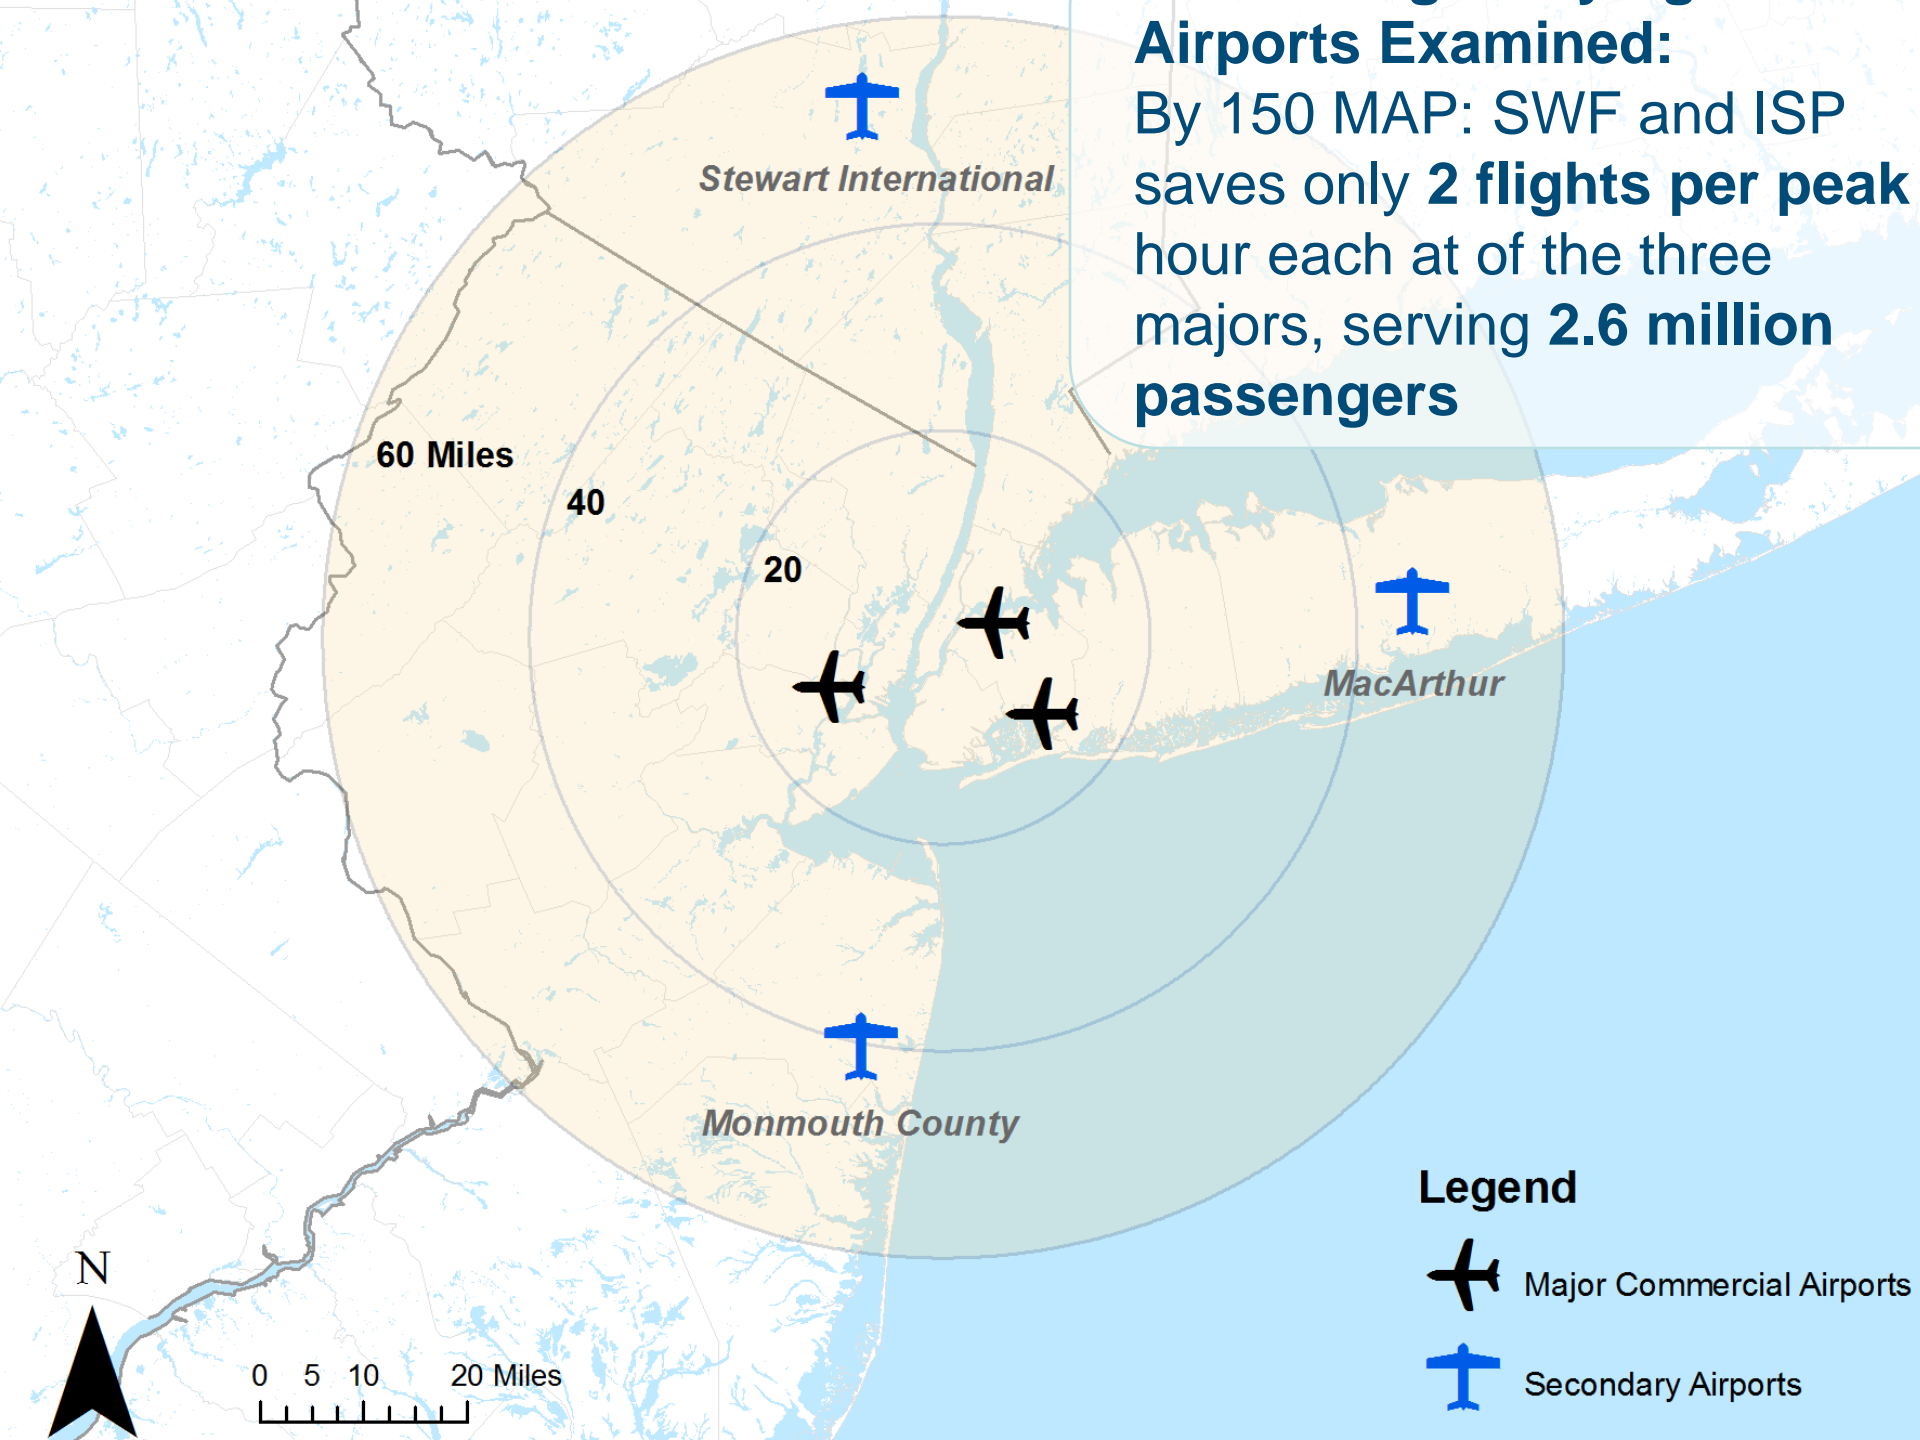 Airports Examined:
By 150 MAP: SWF and ISP
saves only 2 flights per peak
hour each at of the three
majors, serving 2.6 million
passengers
Stewart International
60 Miles
40
20
MacArthur
Monmouth County
Legend
Major Commercial Airports
Secondary Airports
N
0 5 10 20 Miles